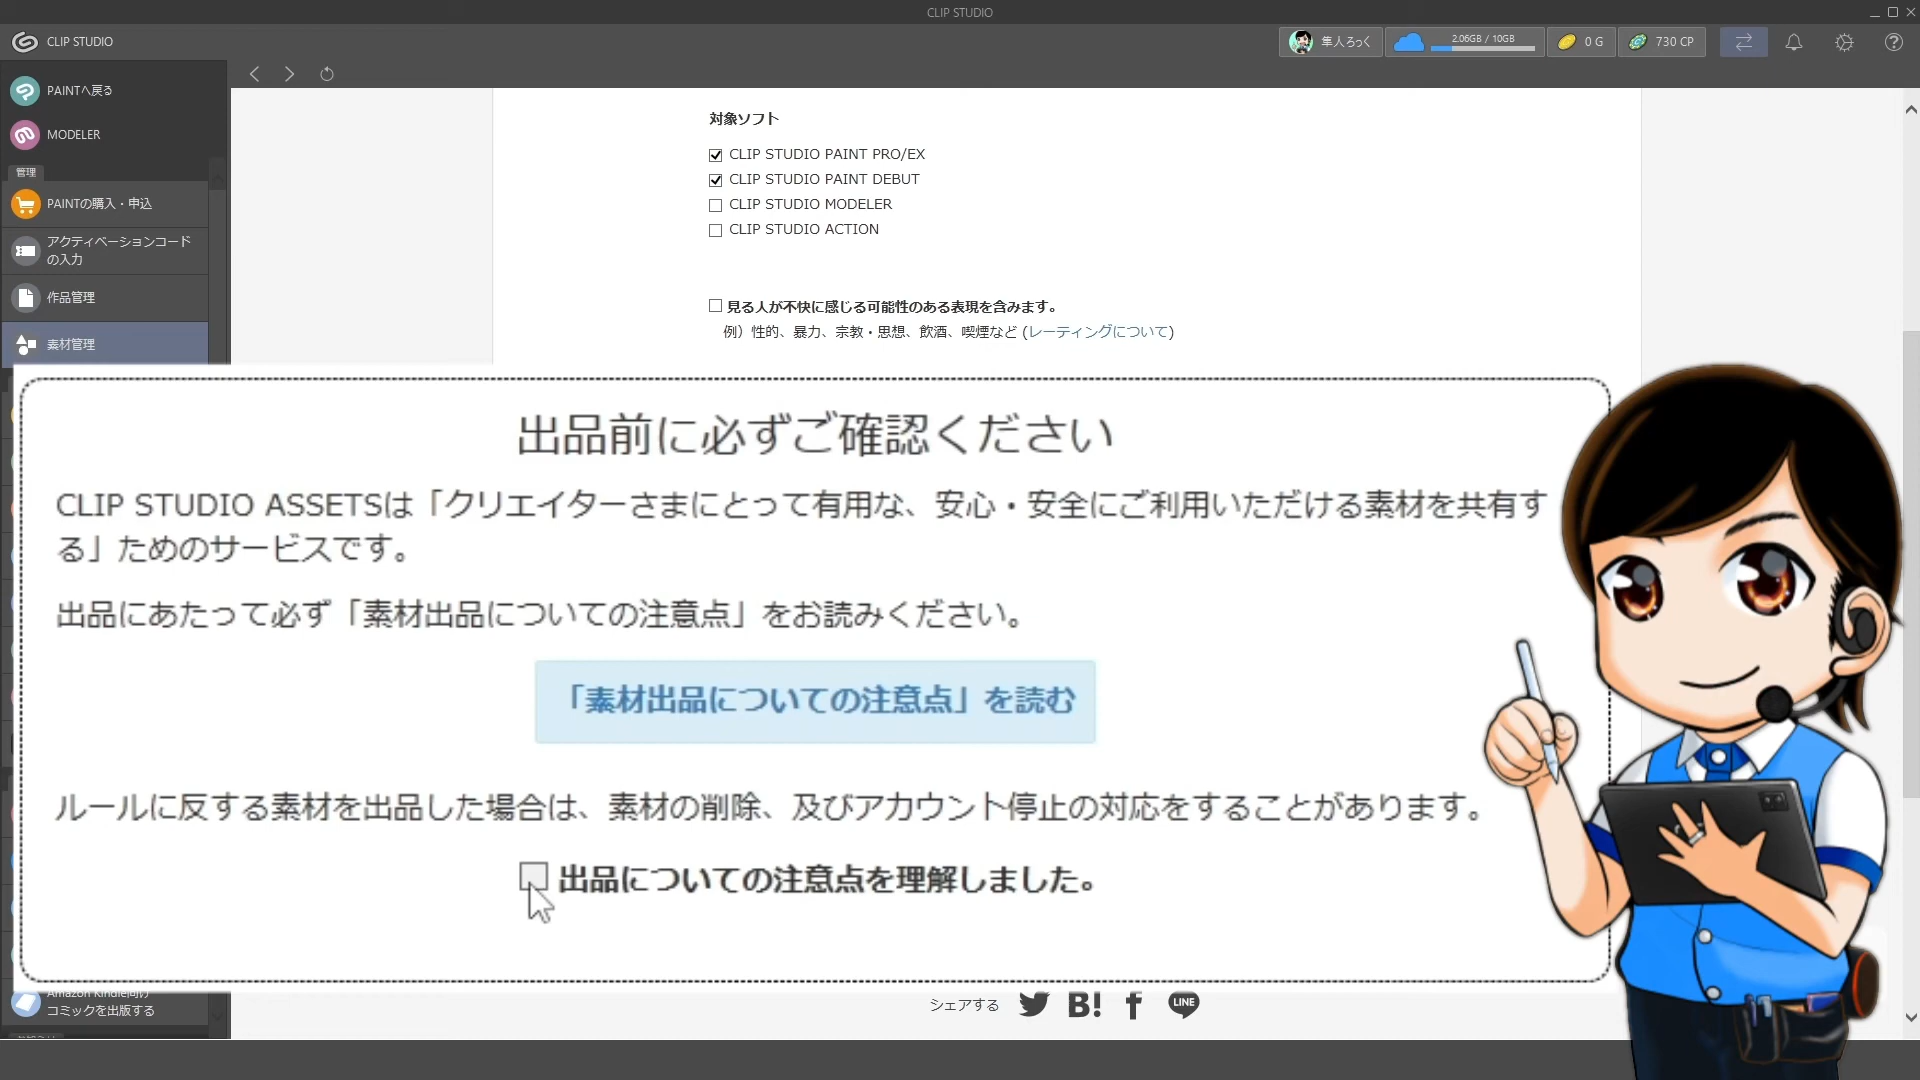 CLIP STUDIO
CLIP STUDIO
隼人ろっく
2.06GB / 10GB
0 G
730 CP
PAINTへ戻る
MODELER
管理
PAINTの購入・申込
アクティベーションコード
の入力
作品管理
素材管理
対象ソフト
CLIP STUDIO PAINT PRO/EX
CLIP STUDIO PAINT DEBUT
CLIP STUDIO MODELER
CLIP STUDIO ACTION
見る人が不快に感じる可能性のある表現を含みます。
例）性的、暴力、宗教・思想、飲酒、喫煙など (レーティングについて)
出品前に必ずご確認ください
CLIP STUDIO ASSETSは「クリエイターさまにとって有用な、安心・安全にご利用いただける素材を共有す
る」ためのサービスです。
出品にあたって必ず「素材出品についての注意点」をお読みください。
「素材出品についての注意点」を読む
ルールに反する素材を出品した場合は、素材の削除、及びアカウント停止の対応をすることがあります。
出品についての注意点を理解しました。
Amazon Kindle向け
コミックを出版する
シェアする
B!
LINE